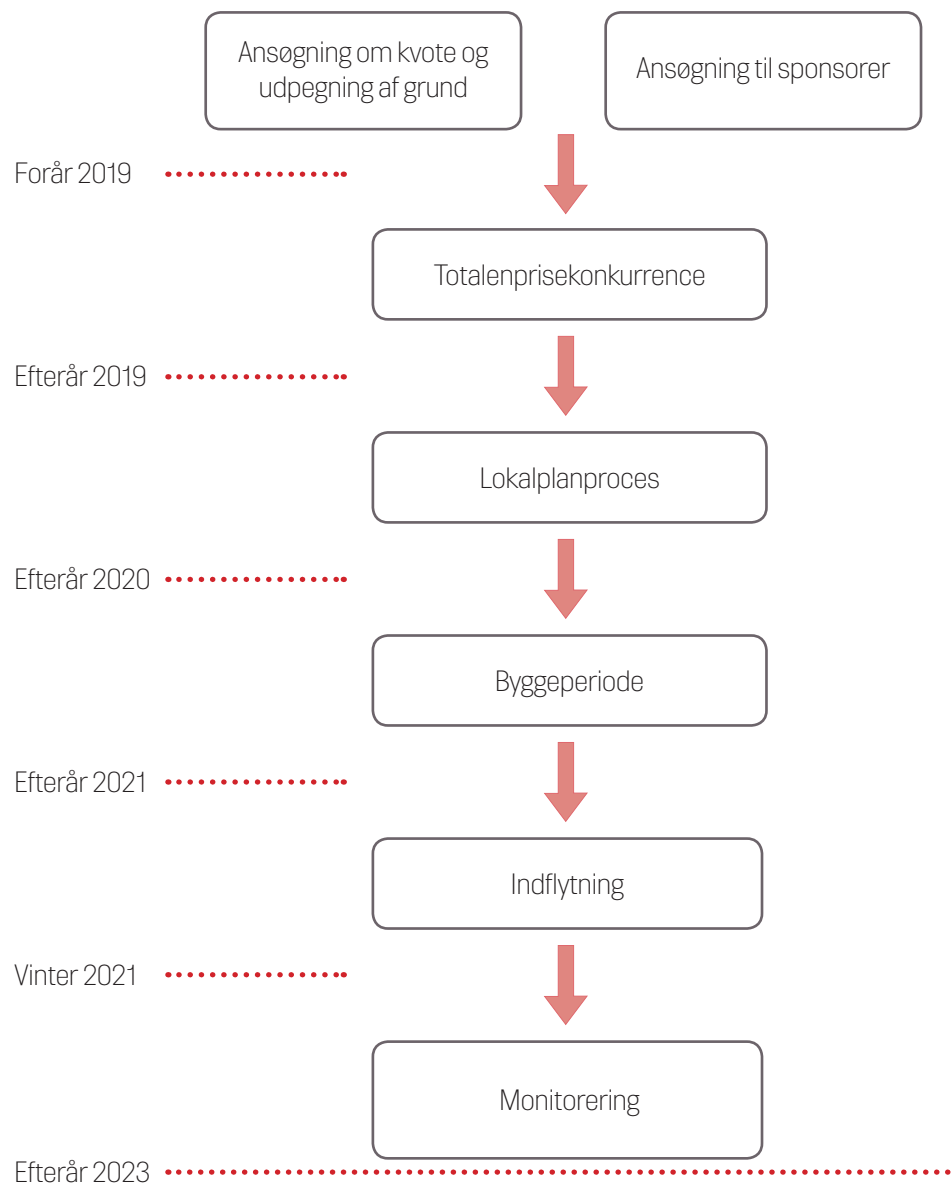 Ansøgning om kvote og
udpegning af grund
Ansøgning til sponsorer
Forår 2019
Totalenprisekonkurrence
Efterår 2019
Lokalplanproces
Efterår 2020
Byggeperiode
Efterår 2021
Indflytning
Vinter 2021
Monitorering
Efterår 2023